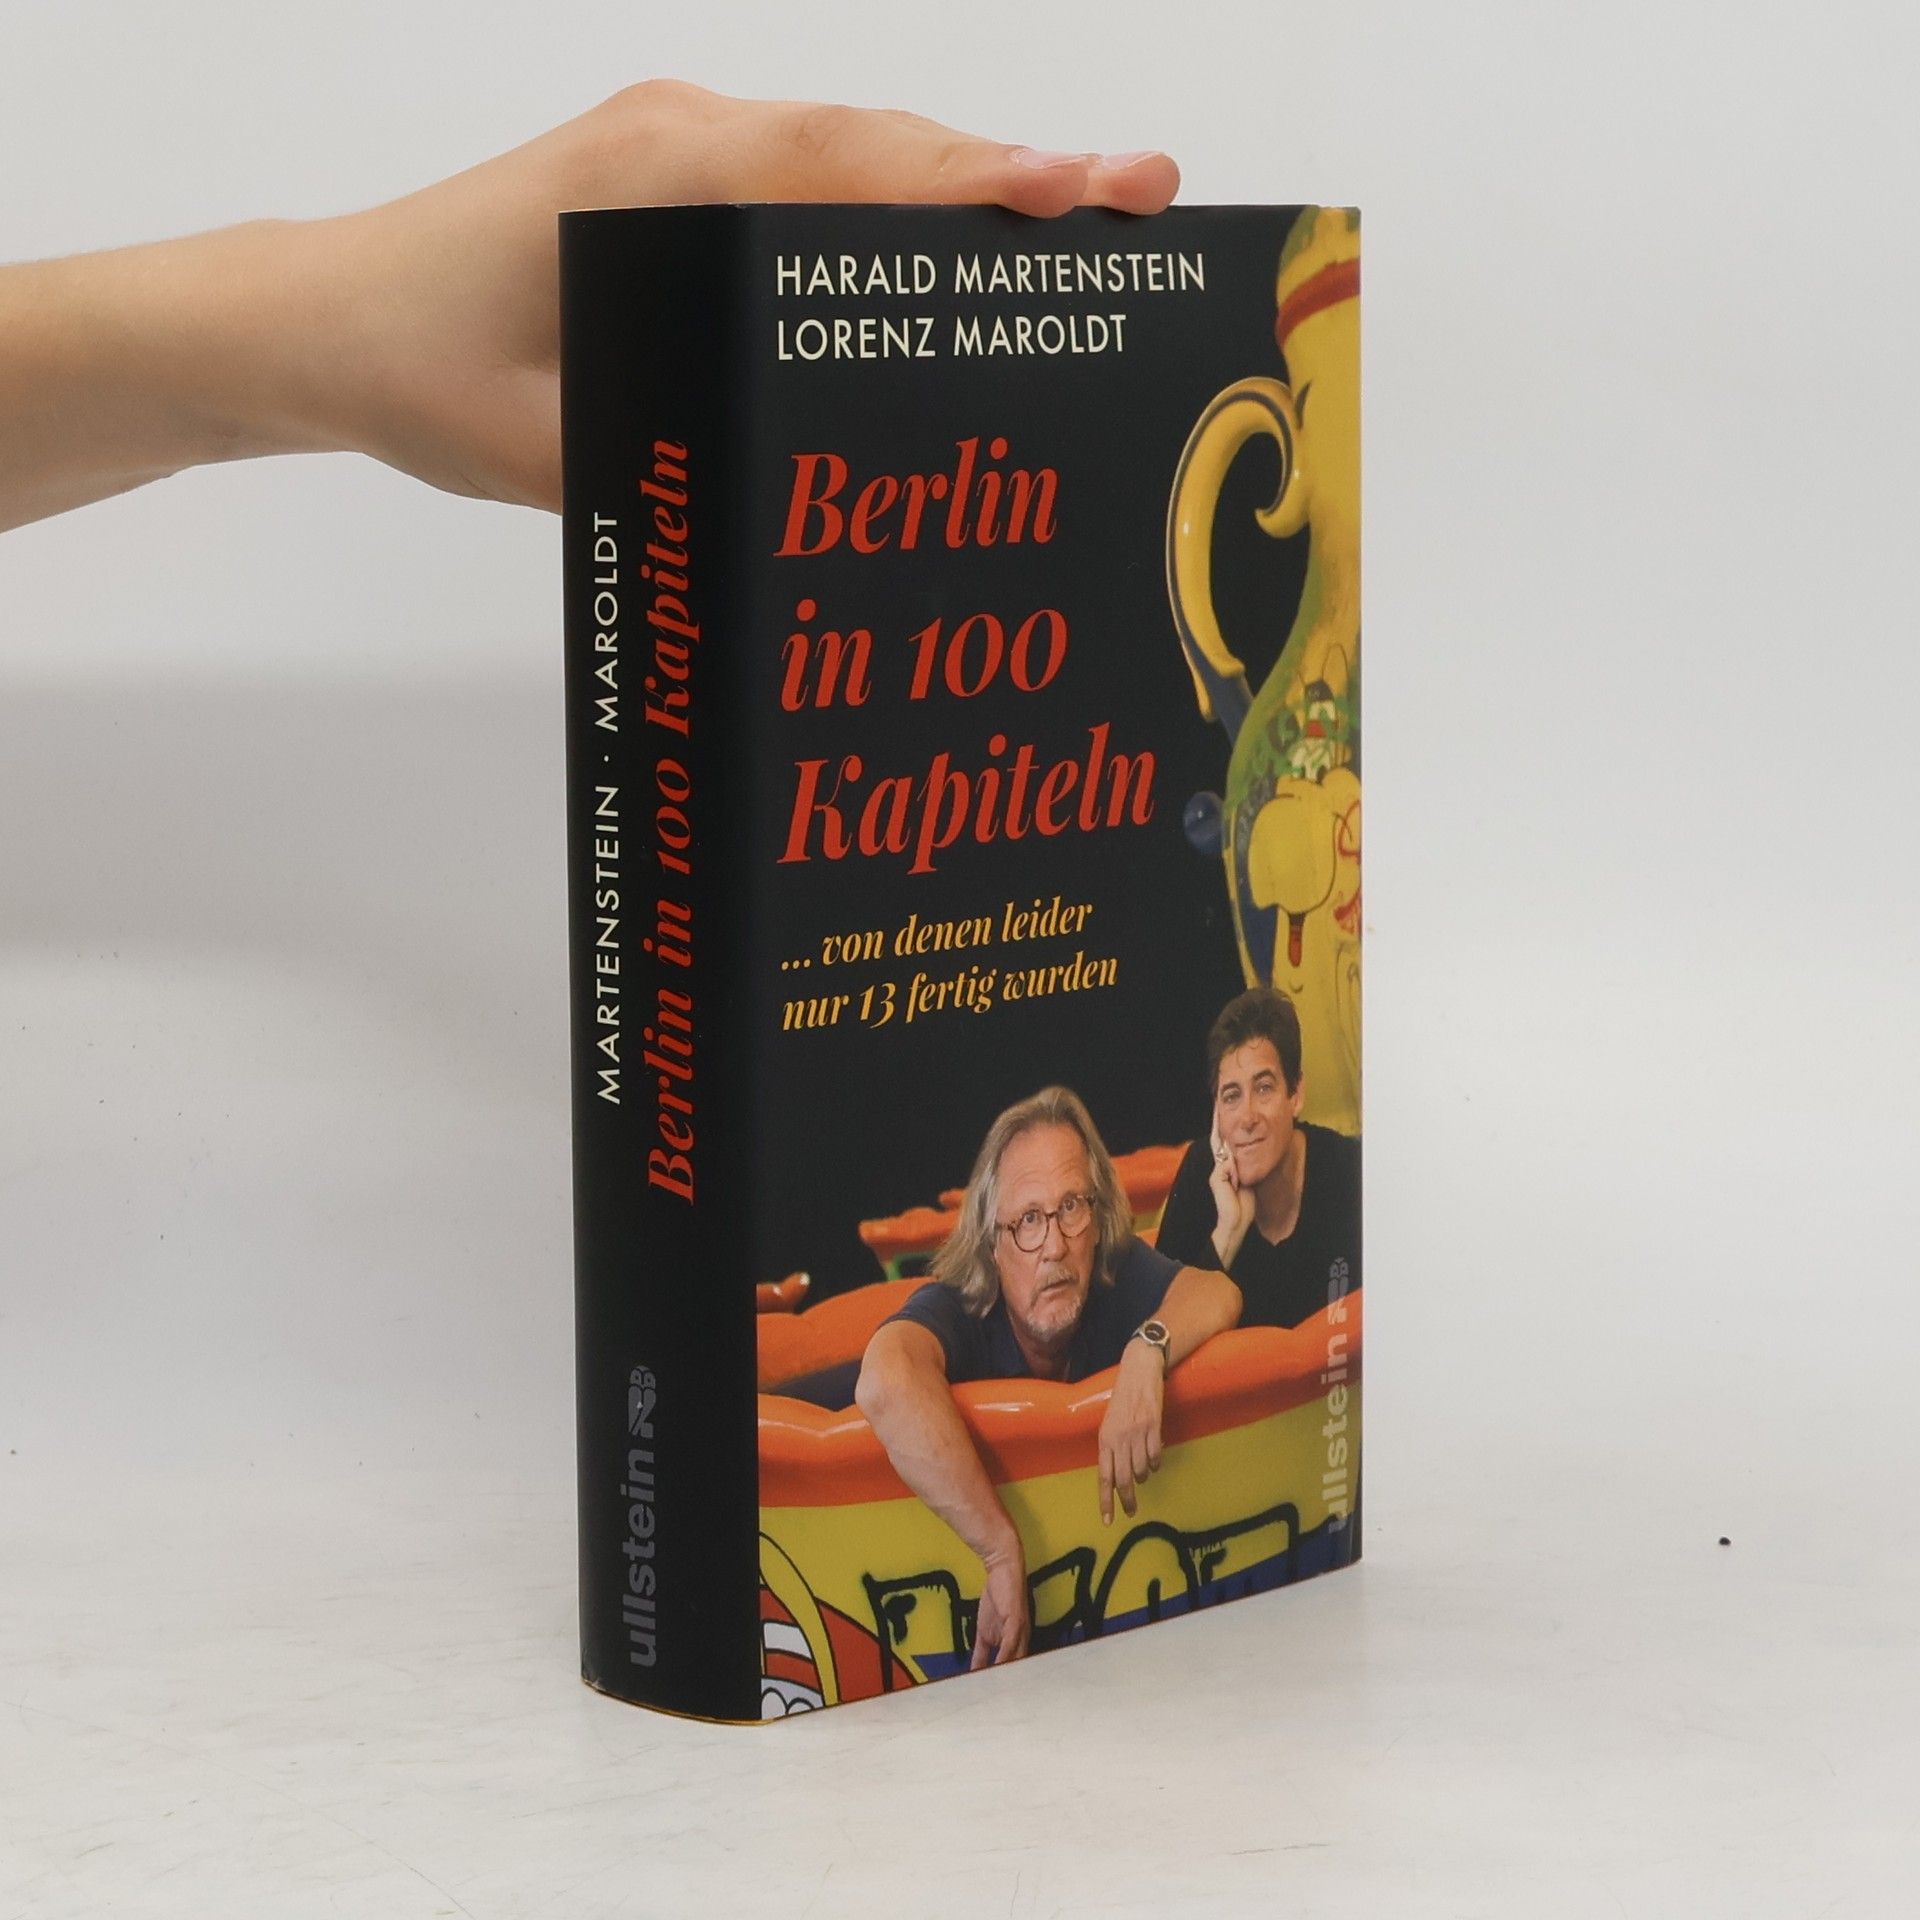 HARALD MARTENSTEIN
LORENZ MAROLDT
Berlin
in 100
Kapiteln
... von denen leider
nur 13 fertig wurden
ullstein
MARTENSTEIN · MAROLDT
Berlin in 100 Kapiteln
ullstein